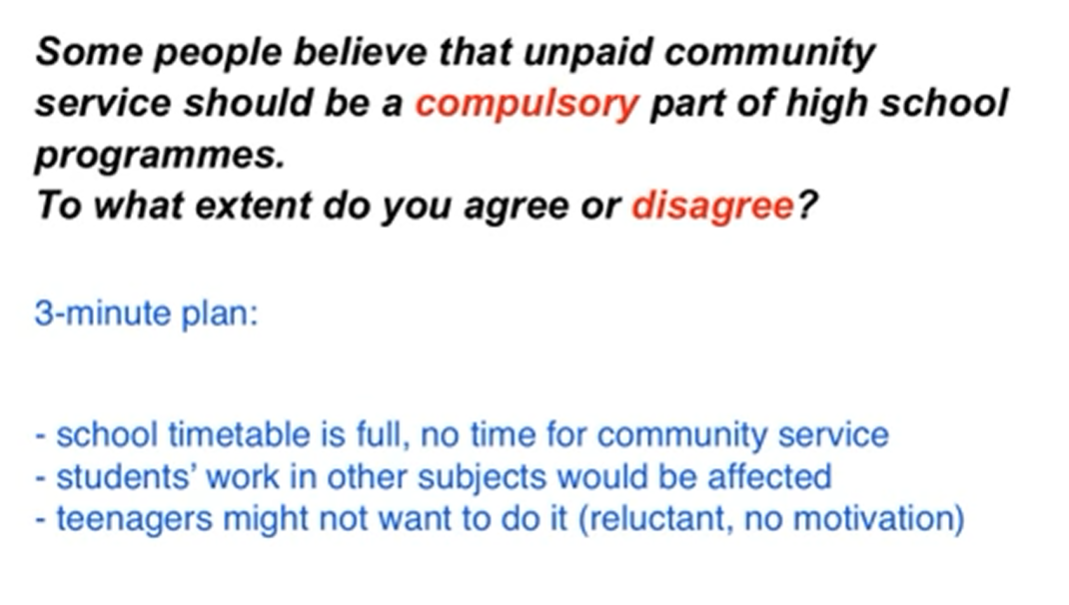 Some people believe that unpaid community
service should be a compulsory part of high school
programmes.
To what extent do you agree or disagree?
3-minute plan:
- school timetable is full, no time for community service
- students' work in other subjects would be affected
- teenagers might not want to do it (reluctant, no motivation)